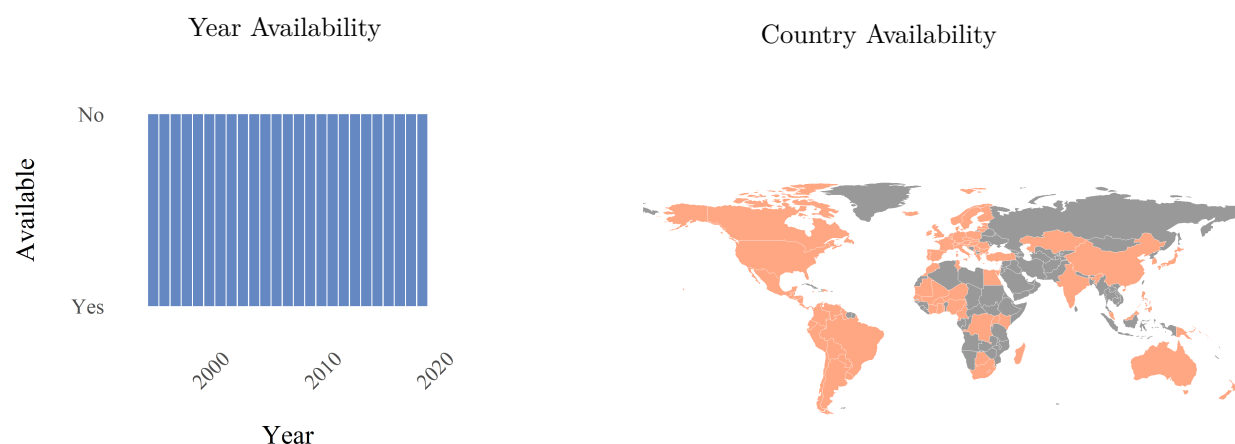 Year Availability
Country Availability
No
Available
Yes
2000
2010
2020
Year